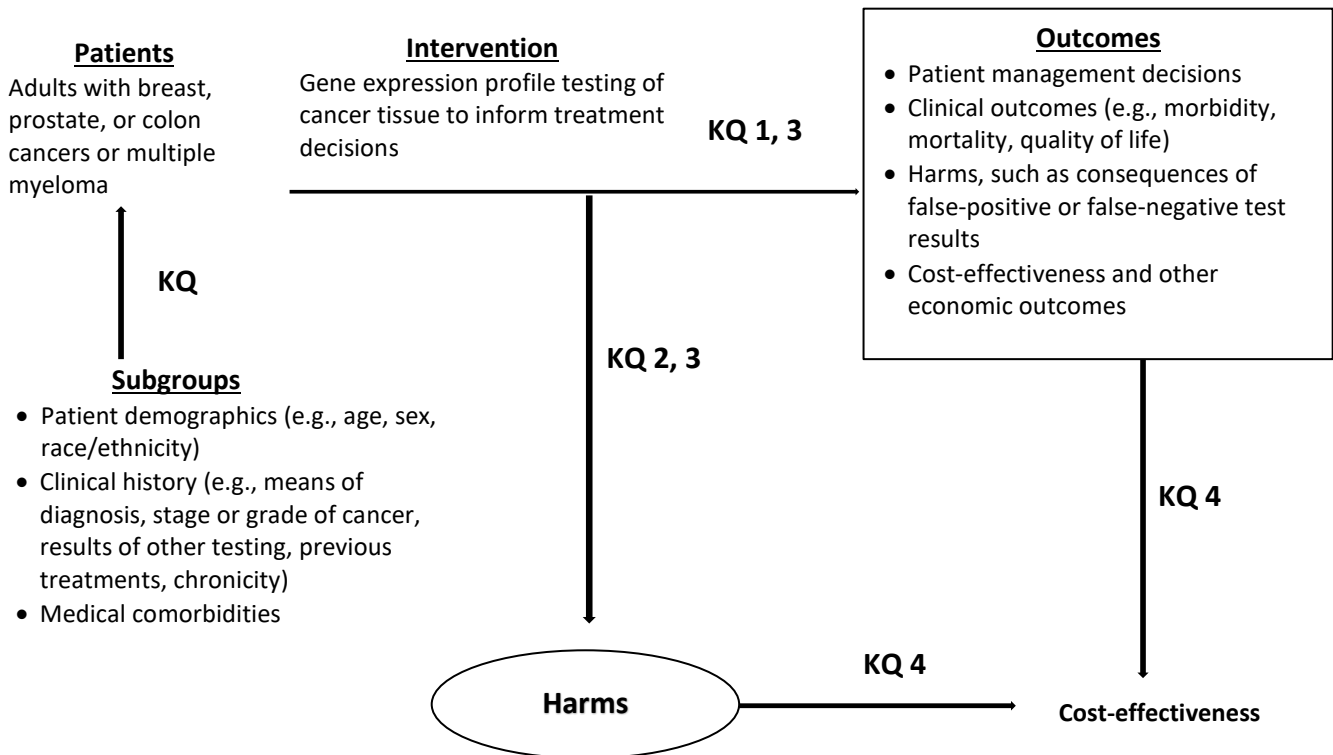 Patients
Adults with breast,
prostate, or colon
cancers or multiple
myeloma
Intervention
Gene expression profile testing of
cancer tissue to inform treatment
decisions
KQ 1, 3
Outcomes
• Patient management decisions
• Clinical outcomes (e.g., morbidity,
mortality, quality of life)
• Harms, such as consequences of
false-positive or false-negative test
results
• Cost-effectiveness and other
economic outcomes
KQ
KQ 2, 3
Subgroups
• Patient demographics (e.g., age, sex,
race/ethnicity)
• Clinical history (e.g., means of
diagnosis, stage or grade of cancer,
results of other testing, previous
treatments, chronicity)
• Medical comorbidities
KQ 4
Harms
KQ 4
Cost-effectiveness